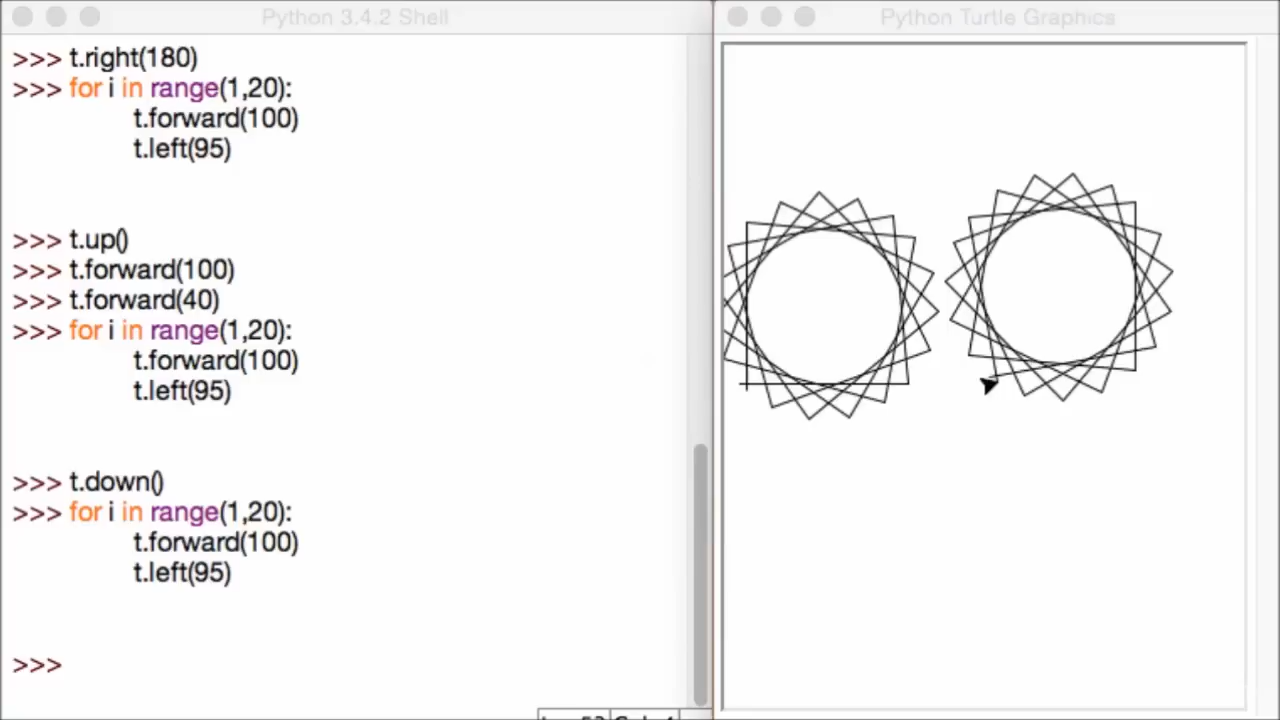 Python 3.4.2 Shell
>>> t.right(180)
>>> for i in range(1,20):
t.forward(100)
t.left(95)
>>> t.up()
>>> t.forward(100)
>>> t.forward(40)
>>> for i in range(1,20):
t.forward(100)
t.left(95)
>>> t.down()
>>> for i in range(1,20):
t.forward(100)
t.left(95)
>>>
Python Turtle Graphics